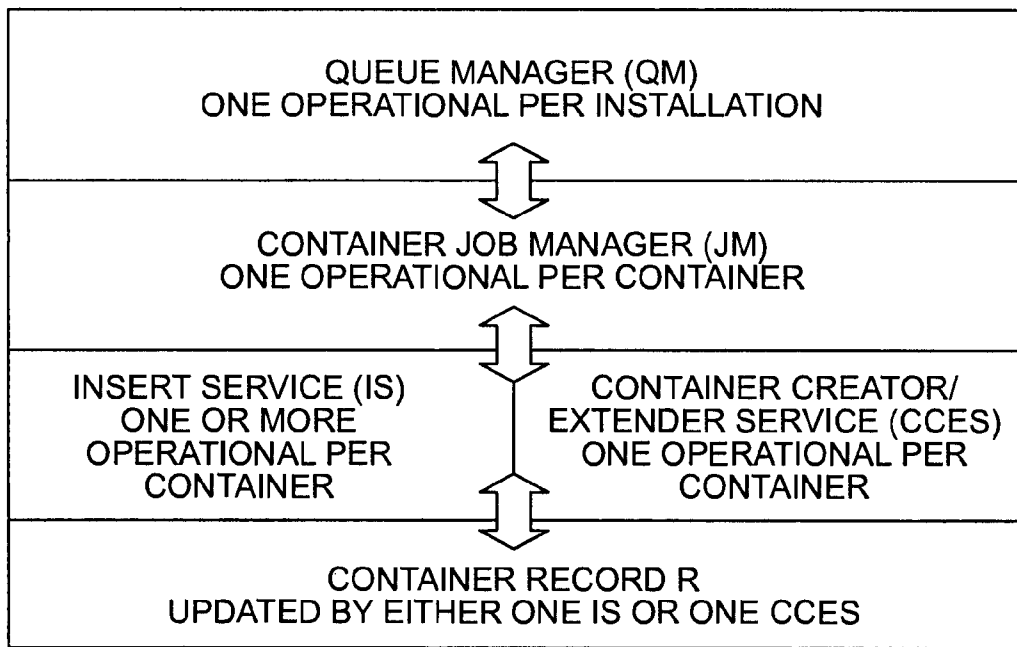 QUEUE MANAGER (QM)
ONE OPERATIONAL PER INSTALLATION
CONTAINER JOB MANAGER (JM)
ONE OPERATIONAL PER CONTAINER
INSERT SERVICE (IS)
ONE OR MORE
OPERATIONAL PER
CONTAINER
CONTAINER CREATOR/
EXTENDER SERVICE (CCES)
ONE OPERATIONAL PER
CONTAINER
CONTAINER RECORD R
UPDATED BY EITHER ONE IS OR ONE CCES